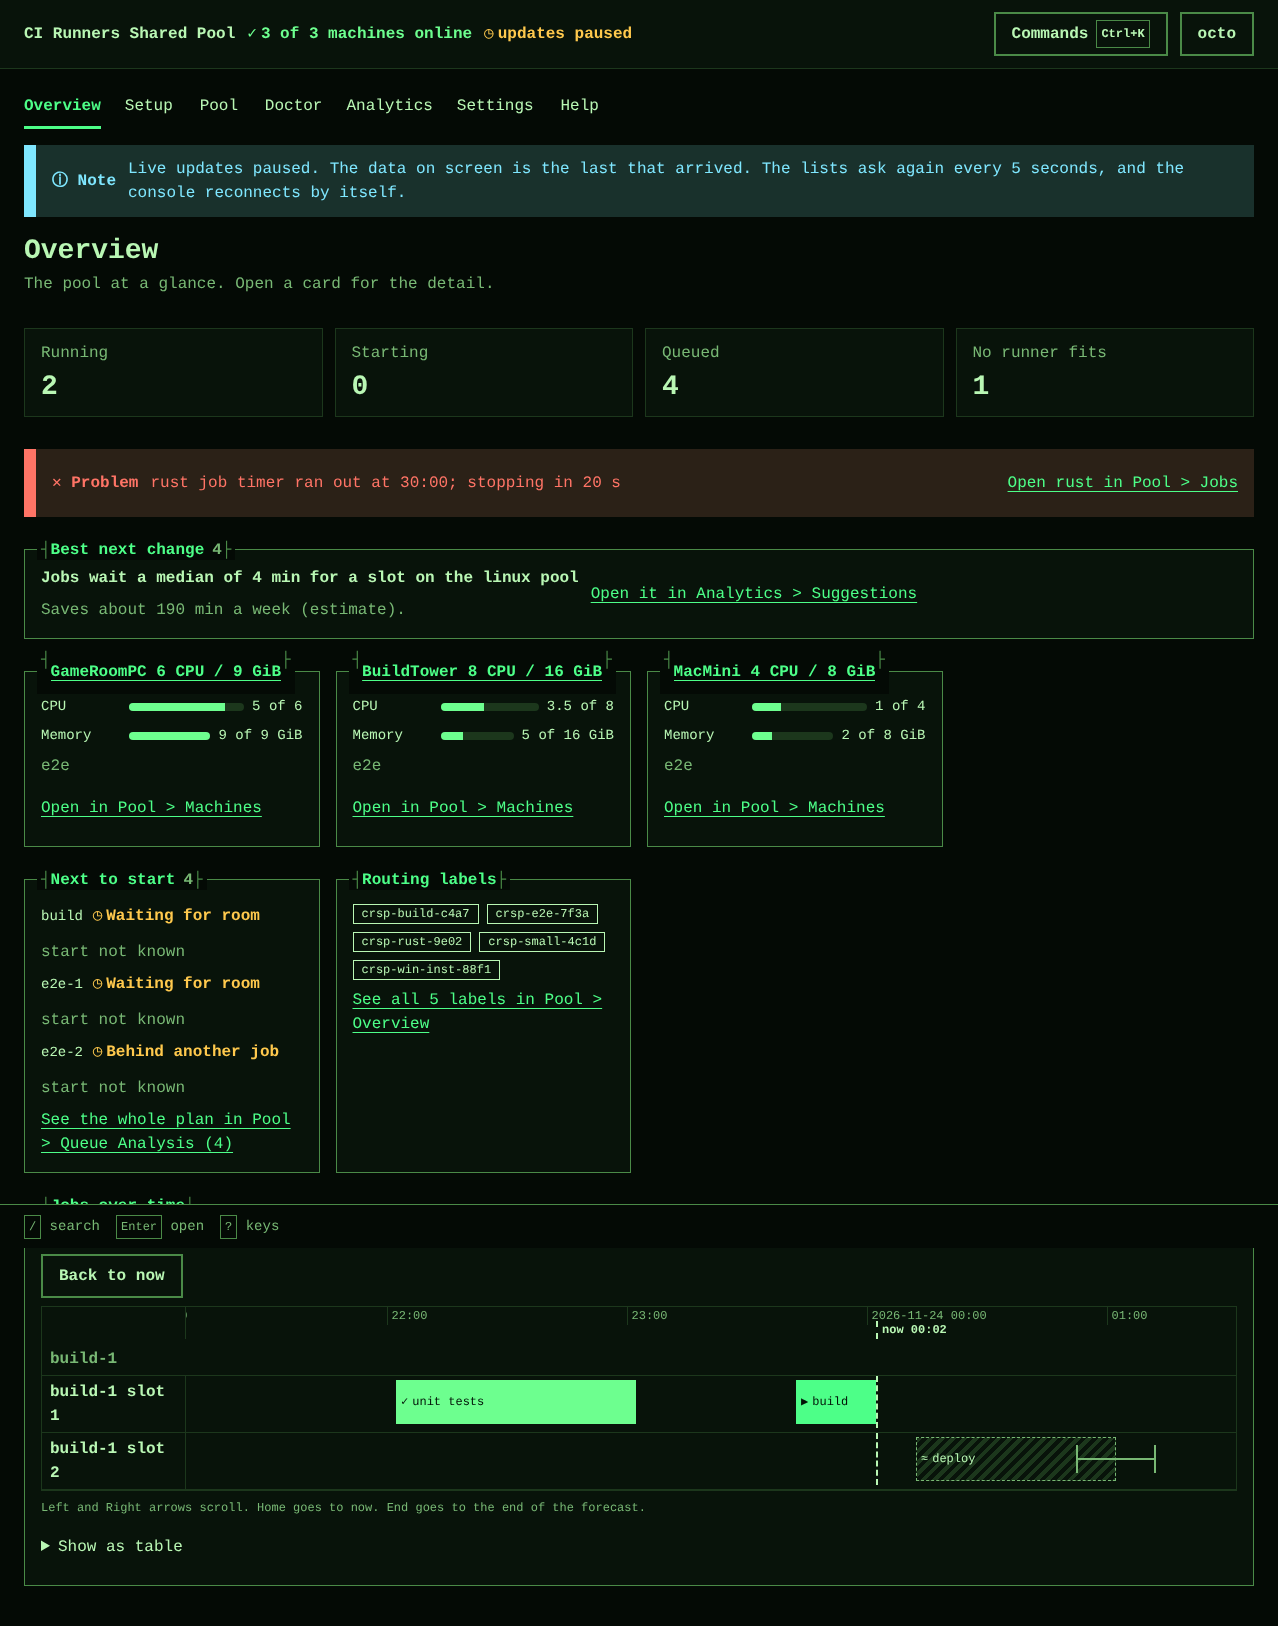 CI Runners Shared Pool ✓ 3 of 3 machines online ◷ updates paused
Commands Ctrl+K
octo
Overview Setup Pool Doctor Analytics Settings Help
ⓘ Note Live updates paused. The data on screen is the last that arrived. The lists ask again every 5 seconds, and the
console reconnects by itself.
Overview
The pool at a glance. Open a card for the detail.
Running
2
Starting
0
Queued
4
No runner fits
1
× Problem rust job timer ran out at 30:00; stopping in 20 s
Open rust in Pool > Jobs
Best next change 4
Jobs wait a median of 4 min for a slot on the linux pool
Saves about 190 min a week (estimate).
Open it in Analytics > Suggestions
GameRoomPC 6 CPU / 9 GiB
CPU 5 of 6
Memory 9 of 9 GiB
e2e
Open in Pool > Machines
BuildTower 8 CPU / 16 GiB
CPU 3.5 of 8
Memory 5 of 16 GiB
e2e
Open in Pool > Machines
MacMini 4 CPU / 8 GiB
CPU 1 of 4
Memory 2 of 8 GiB
e2e
Open in Pool > Machines
Next to start 4
build ◷ Waiting for room
start not known
e2e-1 ◷ Waiting for room
start not known
e2e-2 ◷ Behind another job
start not known
See the whole plan in Pool
> Queue Analysis (4)
Routing labels
crsp-build-c4a7 crsp-e2e-7f3a
crsp-rust-9e02 crsp-small-4c1d
crsp-win-inst-88f1
See all 5 labels in Pool >
Overview
Jobs over time
/ search Enter open ? keys
Back to now
22:00 23:00 2026-11-24 00:00 01:00
now 00:02
build-1
build-1 slot
1
✓ unit tests
▶ build
build-1 slot
2
≈ deploy
Left and Right arrows scroll. Home goes to now. End goes to the end of the forecast.
▶ Show as table